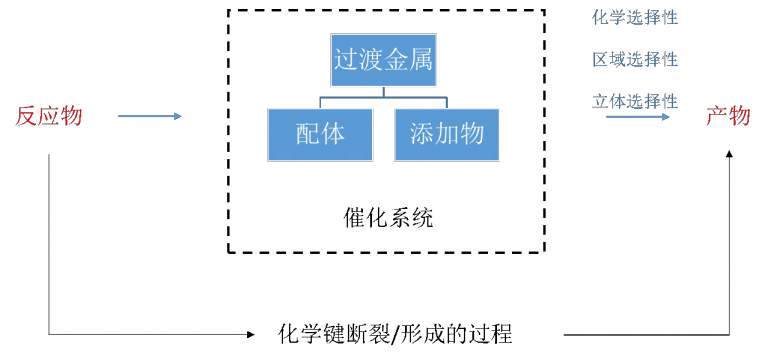 化学选择性
过渡金属
区域选择性
立体选择性
反应物
配体
添加物
产物
催化系统
化学键断裂/形成的过程